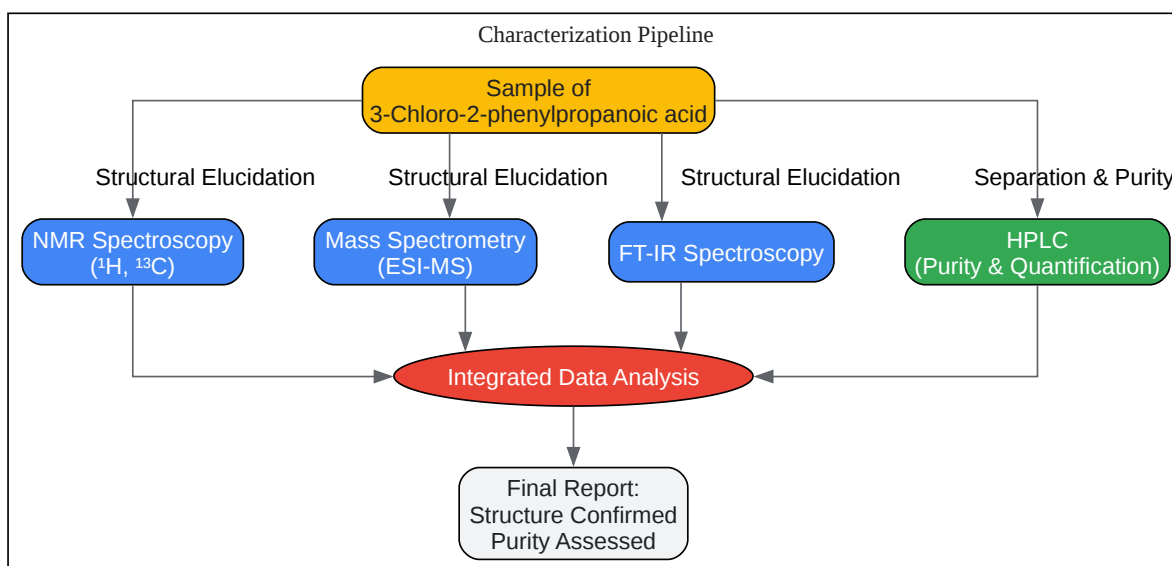 Characterization Pipeline
Sample of
3-Chloro-2-phenylpropanoic acid
Structural Elucidation
Structural Elucidation
Structural Elucidation
Separation & Purity
NMR Spectroscopy
(¹H, ¹³C)
Mass Spectrometry
(ESI-MS)
FT-IR Spectroscopy
HPLC
(Purity & Quantification)
Integrated Data Analysis
Final Report:
Structure Confirmed
Purity Assessed